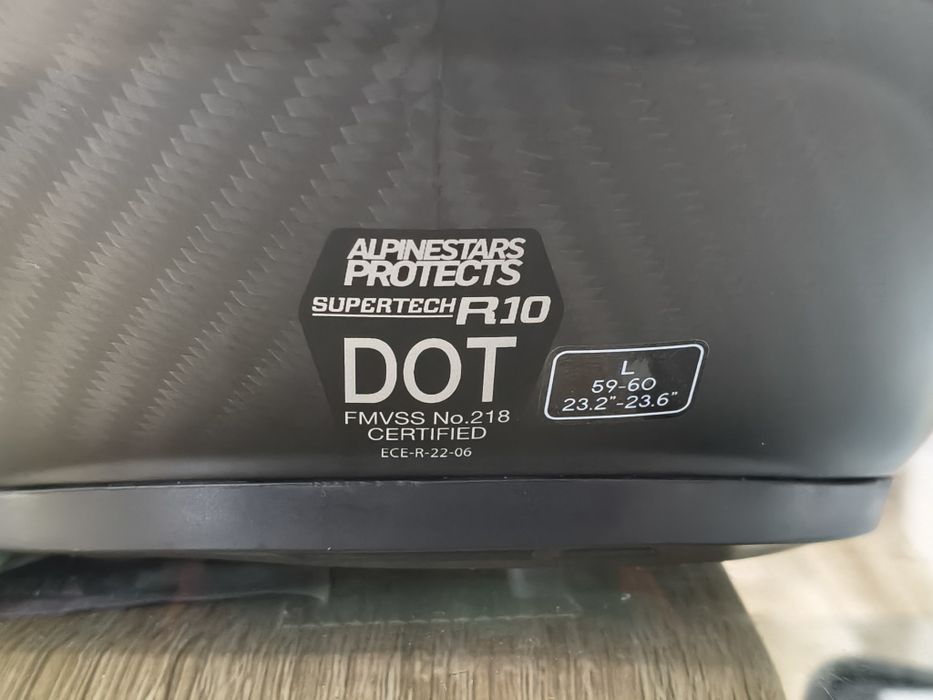 ALPINESTARS
PROTECTS
SUPERTECH R10
DOT
FMVSS No.218
CERTIFIED
ECE-R-22-06
L
59-60
23.2"-23.6"